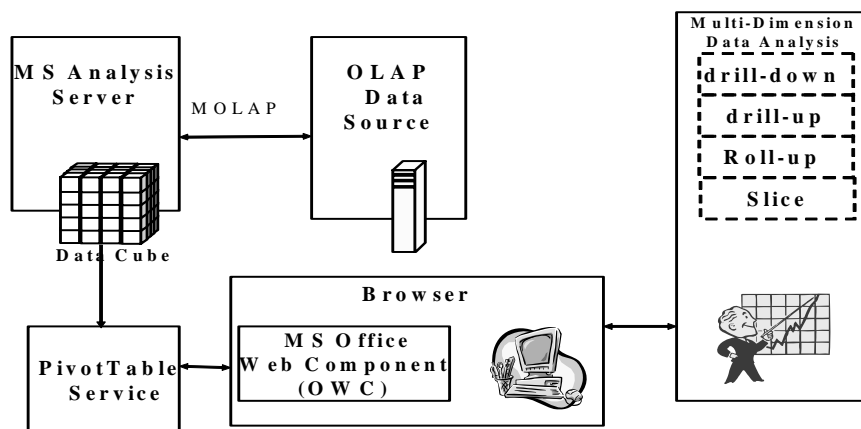 MS Analysis
Server
Data Cube
MOLAP
OLAP
Data
Source
Multi-Dimension
Data Analysis
drill-down
drill-up
Roll-up
Slice
PivotTable
Service
Browser
MS Office
Web Component
(OWC)